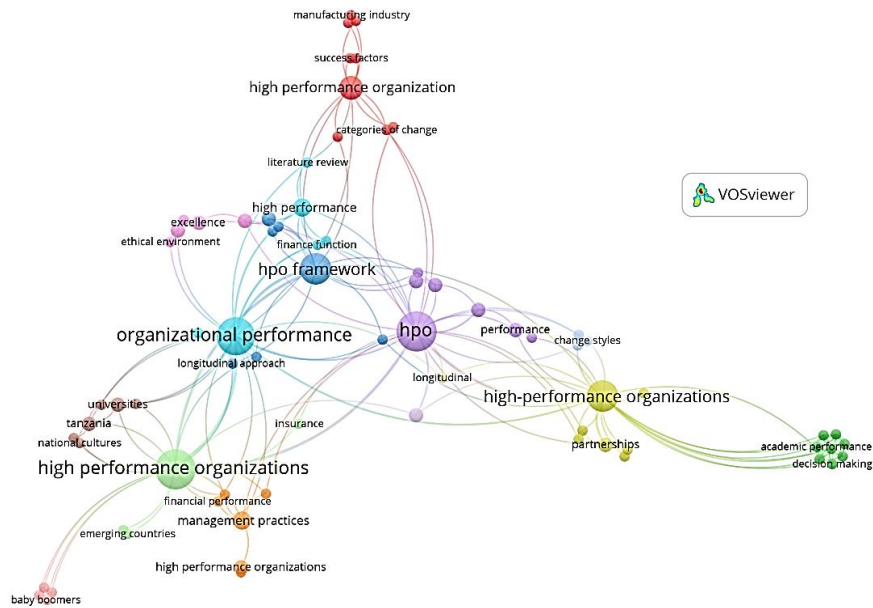 manufacturing industry
success factors
high performance organization
categories of change
literature review
VOSviewer
high performance
excellence
ethical environment
finance function
hpo framework
hpo
performance
organizational performance
change styles
longitudinal approach
longitudinal
high-performance organizations
universities
tanzania
insurance
national cultures
partnerships
academic performance
decision making
high performance organizations
financial performance
management practices
emerging countries
high performance organizations
baby boomers